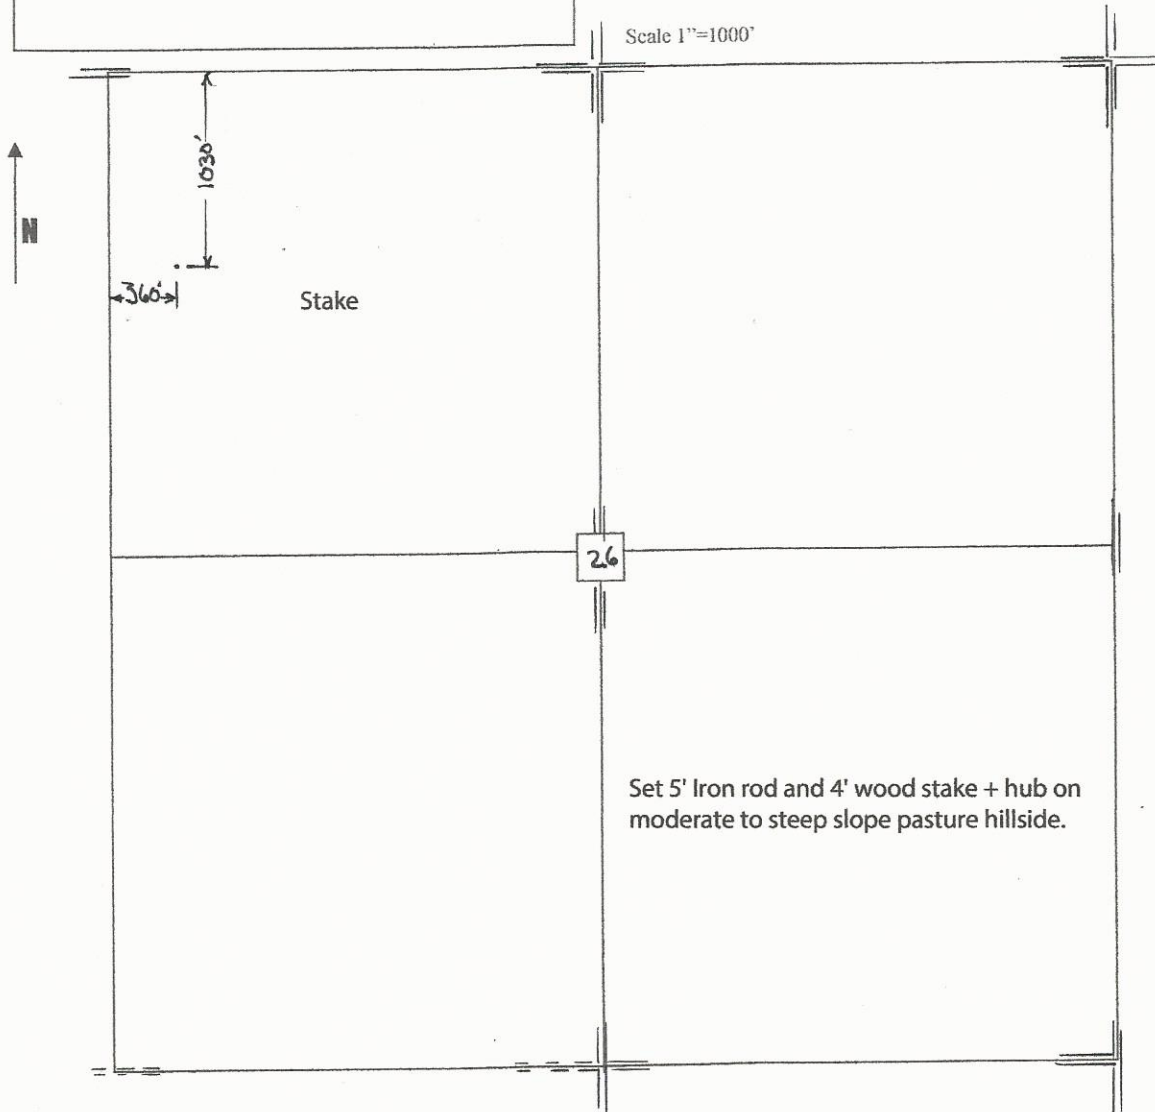 Scale 1"=1000'
1030'
N
360'
Stake
26
Set 5' Iron rod and 4' wood stake + hub on
moderate to steep slope pasture hillside.